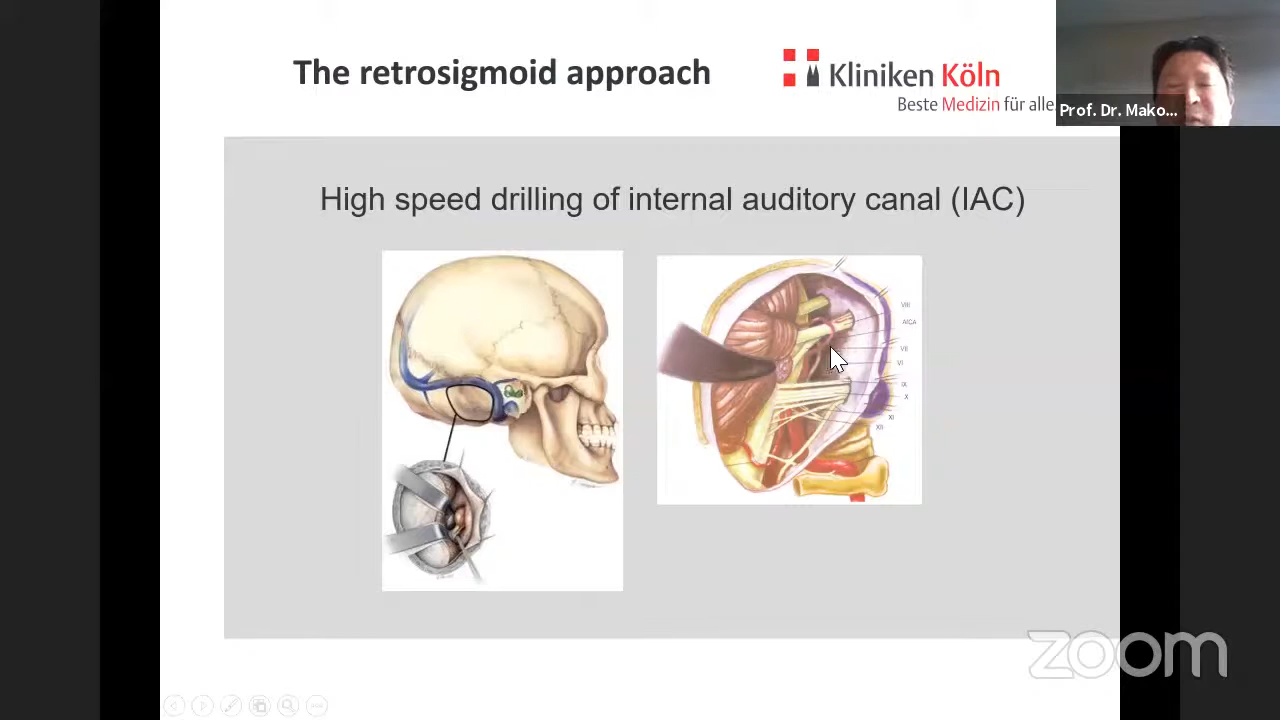 The retrosigmoid approach
Kliniken Köln
Beste Medizin für alle
Prof. Dr. Mako...
High speed drilling of internal auditory canal (IAC)
VIII
AICA
VII
VI
IX
X
XI
XII
zoom